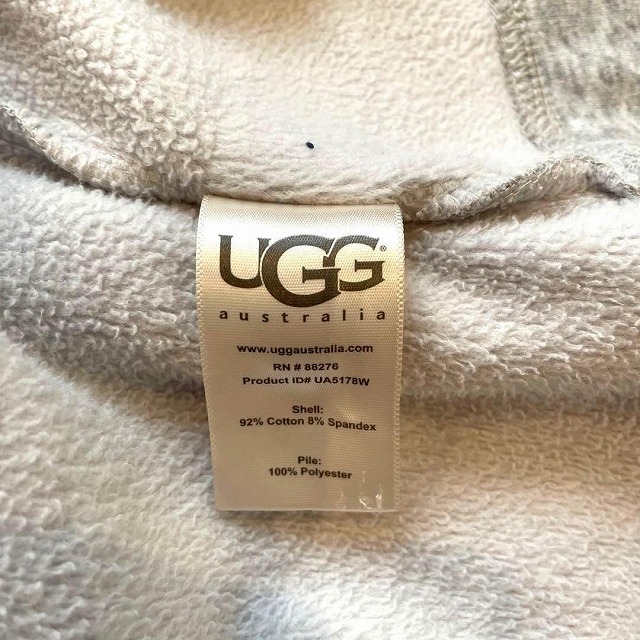 UGG®
australia
www.uggaustralia.com
RN # 88276
Product ID# UA5178W
Shell:
92% Cotton 8% Spandex
Pile:
100% Polyester